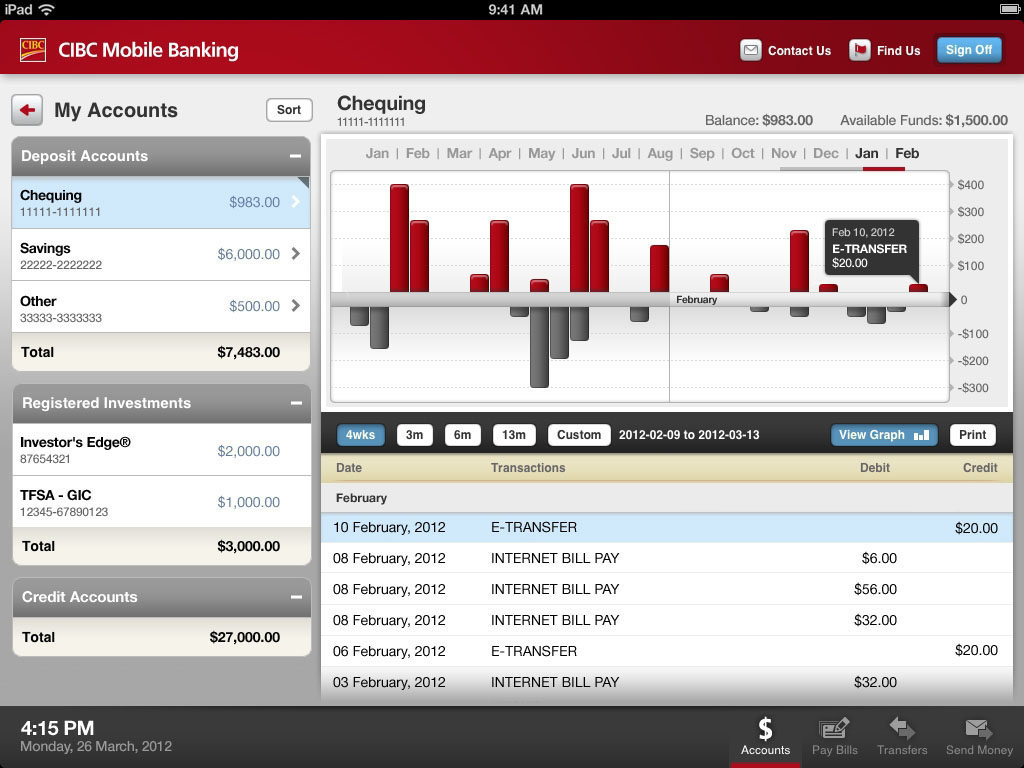 iPad 9:41 AM
CIBC CIBC Mobile Banking Contact Us Find Us Sign Off
My Accounts Sort
Deposit Accounts
Chequing
11111-1111111 $983.00
Savings
22222-2222222 $6,000.00
Other
33333-3333333 $500.00
Total $7,483.00
Registered Investments
Investor's Edge®
87654321 $2,000.00
TFSA - GIC
12345-67890123 $1,000.00
Total $3,000.00
Credit Accounts
Total $27,000.00
Chequing
11111-1111111
Balance: $983.00 Available Funds: $1,500.00
Jan | Feb | Mar | Apr | May | Jun | Jul | Aug | Sep | Oct | Nov | Dec | Jan | Feb
$400
$300
$200
$100
0
-$100
-$200
-$300
Feb 10, 2012
E-TRANSFER
$20.00
February
4wks 3m 6m 13m Custom 2012-02-09 to 2012-03-13 View Graph Print
Date Transactions Debit Credit
February
10 February, 2012 E-TRANSFER $20.00
08 February, 2012 INTERNET BILL PAY $6.00
08 February, 2012 INTERNET BILL PAY $56.00
08 February, 2012 INTERNET BILL PAY $32.00
06 February, 2012 E-TRANSFER $20.00
03 February, 2012 INTERNET BILL PAY $32.00
4:15 PM
Monday, 26 March, 2012
$
Accounts Pay Bills Transfers Send Money